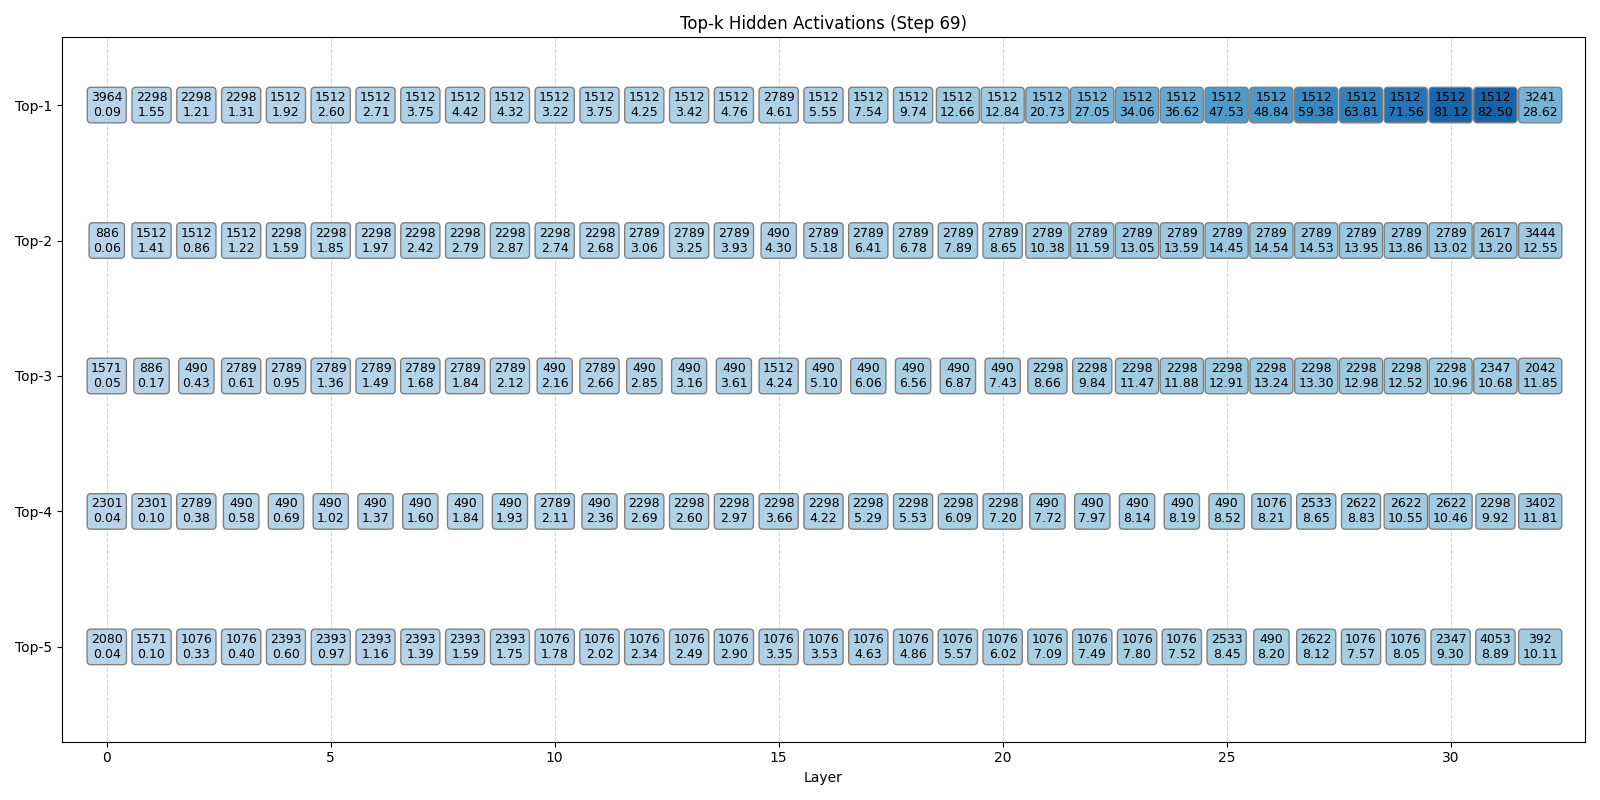 Top-k Hidden Activations (Step 69)
Top-1
3964 2298 2298 2298 1512 1512 1512 1512 1512 1512 1512 1512 1512 1512 1512 2789 1512 1512 1512 1512 1512 1512 1512 1512 1512 1512 1512 1512 1512 1512 1512 1512 3241
0.09 1.55 1.21 1.31 1.92 2.60 2.71 3.75 4.42 4.32 3.22 3.75 4.25 3.42 4.76 4.61 5.55 7.54 9.74 12.66 12.84 20.73 27.05 34.06 36.62 47.53 48.84 59.38 63.81 71.56 81.12 82.50 28.62
Top-2
886 1512 1512 1512 2298 2298 2298 2298 2298 2298 2298 2298 2789 2789 2789 490 2789 2789 2789 2789 2789 2789 2789 2789 2789 2789 2789 2789 2789 2789 2789 2617 3444
0.06 1.41 0.86 1.22 1.59 1.85 1.97 2.42 2.79 2.87 2.74 2.68 3.06 3.25 3.93 4.30 5.18 6.41 6.78 7.89 8.65 10.38 11.59 13.05 13.59 14.45 14.54 14.53 13.95 13.86 13.02 13.20 12.55
Top-3
1571 886 490 2789 2789 2789 2789 2789 2789 2789 490 2789 490 490 490 1512 490 490 490 490 490 2298 2298 2298 2298 2298 2298 2298 2298 2298 2298 2347 2042
0.05 0.17 0.43 0.61 0.95 1.36 1.49 1.68 1.84 2.12 2.16 2.66 2.85 3.16 3.61 4.24 5.10 6.06 6.56 6.87 7.43 8.66 9.84 11.47 11.88 12.91 13.24 13.30 12.98 12.52 10.96 10.68 11.85
Top-4
2301 2301 2789 490 490 490 490 490 490 490 2789 490 2298 2298 2298 2298 2298 2298 2298 2298 2298 490 490 490 490 490 1076 2533 2622 2622 2622 2298 3402
0.04 0.10 0.38 0.58 0.69 1.02 1.37 1.60 1.84 1.93 2.11 2.36 2.69 2.60 2.97 3.66 4.22 5.29 5.53 6.09 7.20 7.72 7.97 8.14 8.19 8.52 8.21 8.65 8.83 10.55 10.46 9.92 11.81
Top-5
2080 1571 1076 1076 2393 2393 2393 2393 2393 2393 1076 1076 1076 1076 1076 1076 1076 1076 1076 1076 1076 1076 1076 1076 1076 2533 490 2622 1076 1076 2347 4053 392
0.04 0.10 0.33 0.40 0.60 0.97 1.16 1.39 1.59 1.75 1.78 2.02 2.34 2.49 2.90 3.35 3.53 4.63 4.86 5.57 6.02 7.09 7.49 7.80 7.52 8.45 8.20 8.12 7.57 8.05 9.30 8.89 10.11
0 5 10 15 20 25 30
Layer